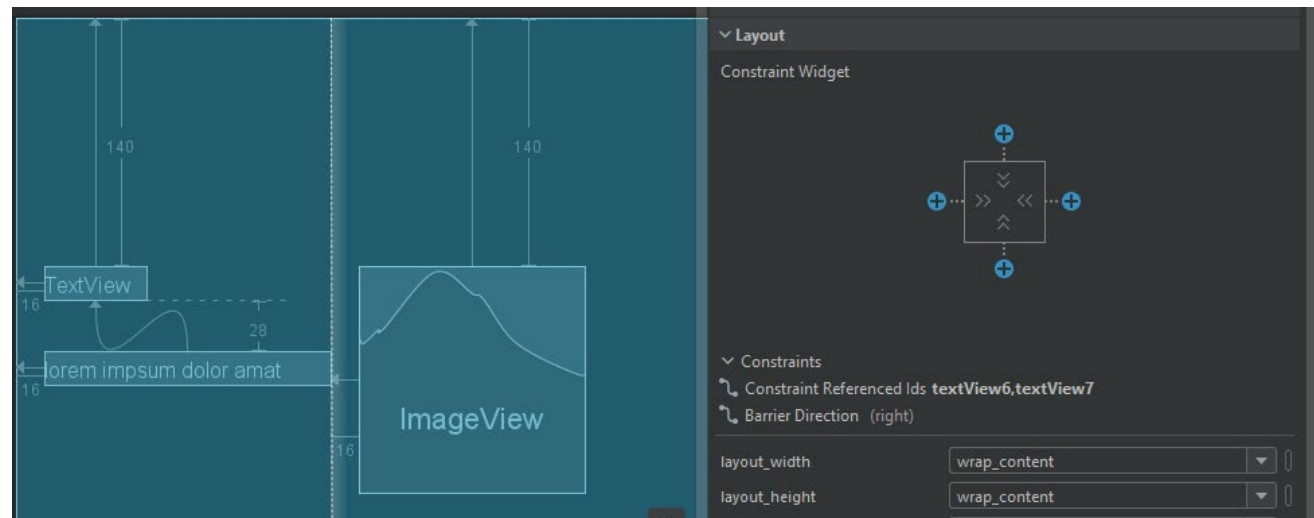 140
140
TextView
16
28
lorem impsum dolor amat
16
ImageView
16
Layout
Constraint Widget
Constraints
Constraint Referenced Ids textView6,textView7
Barrier Direction (right)
layout_width wrap_content
layout_height wrap_content